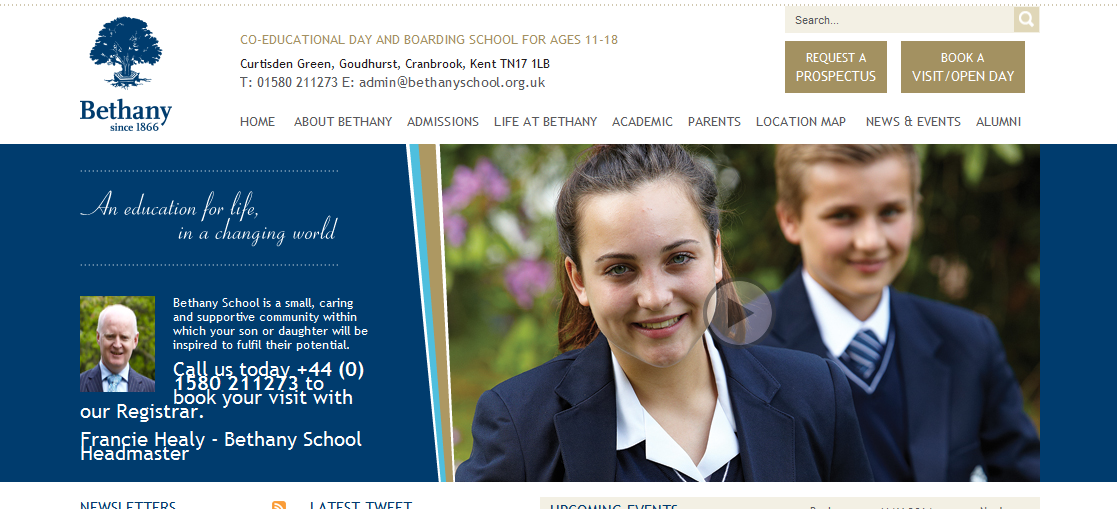 Search...
Bethany
since 1866
CO-EDUCATIONAL DAY AND BOARDING SCHOOL FOR AGES 11-18
Curtisden Green, Goudhurst, Cranbrook, Kent TN17 1LB
T: 01580 211273 E: admin@bethanyschool.org.uk
REQUEST A
PROSPECTUS
BOOK A
VISIT/OPEN DAY
HOME ABOUT BETHANY ADMISSIONS LIFE AT BETHANY ACADEMIC PARENTS LOCATION MAP NEWS & EVENTS ALUMNI
An education for life,
in a changing world
Bethany School is a small, caring
and supportive community within
which your son or daughter will be
inspired to fulfil their potential.
Call us today +44 (0)
1580 211273 to
book your visit with
our Registrar.
Francie Healy - Bethany School
Headmaster
NEWSLETTERS
LATEST TWEET
UPCOMING EVENTS